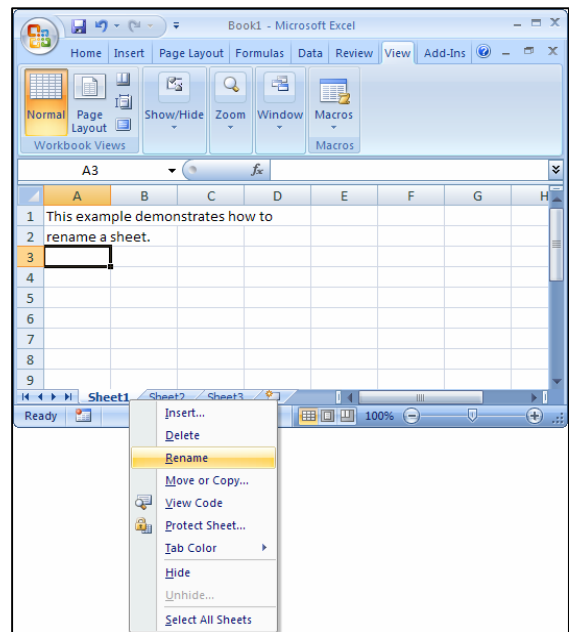 Book1 - Microsoft Excel
Home Insert Page Layout Formulas Data Review View Add-Ins
Normal Page Layout Show/Hide Zoom Window Macros
Workbook Views Macros
A3 fx
A B C D E F G H
1 This example demonstrates how to
2 rename a sheet.
3
4
5
6
7
8
9
Sheet1 Sheet2 Sheet3
Ready 100%
Insert...
Delete
Rename
Move or Copy...
View Code
Protect Sheet...
Tab Color
Hide
Unhide...
Select All Sheets